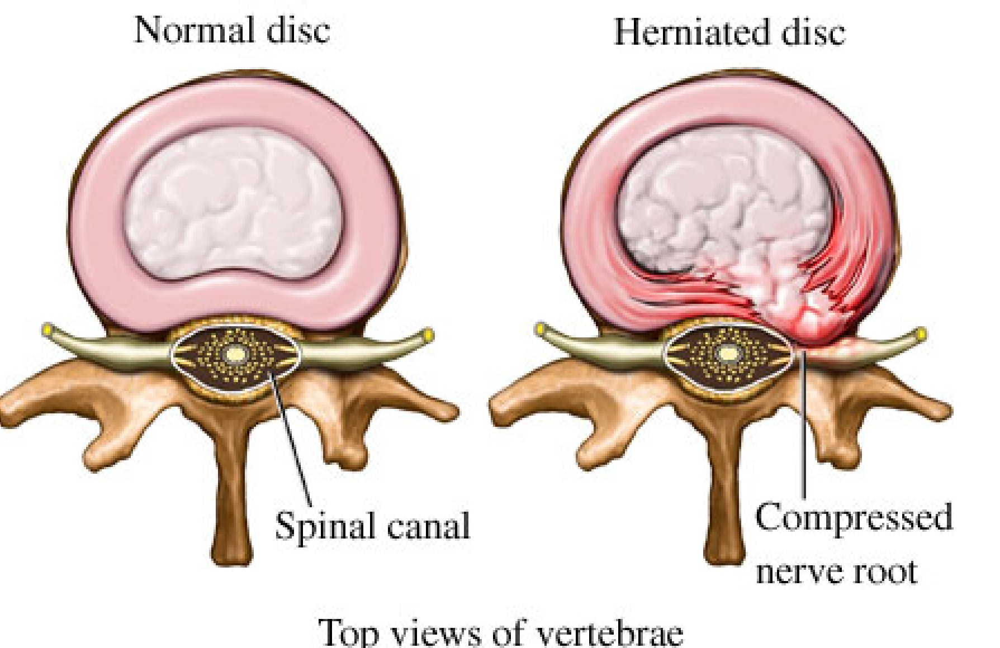 Normal disc
Herniated disc
Spinal canal
Compressed
nerve root
Top views of vertebrae